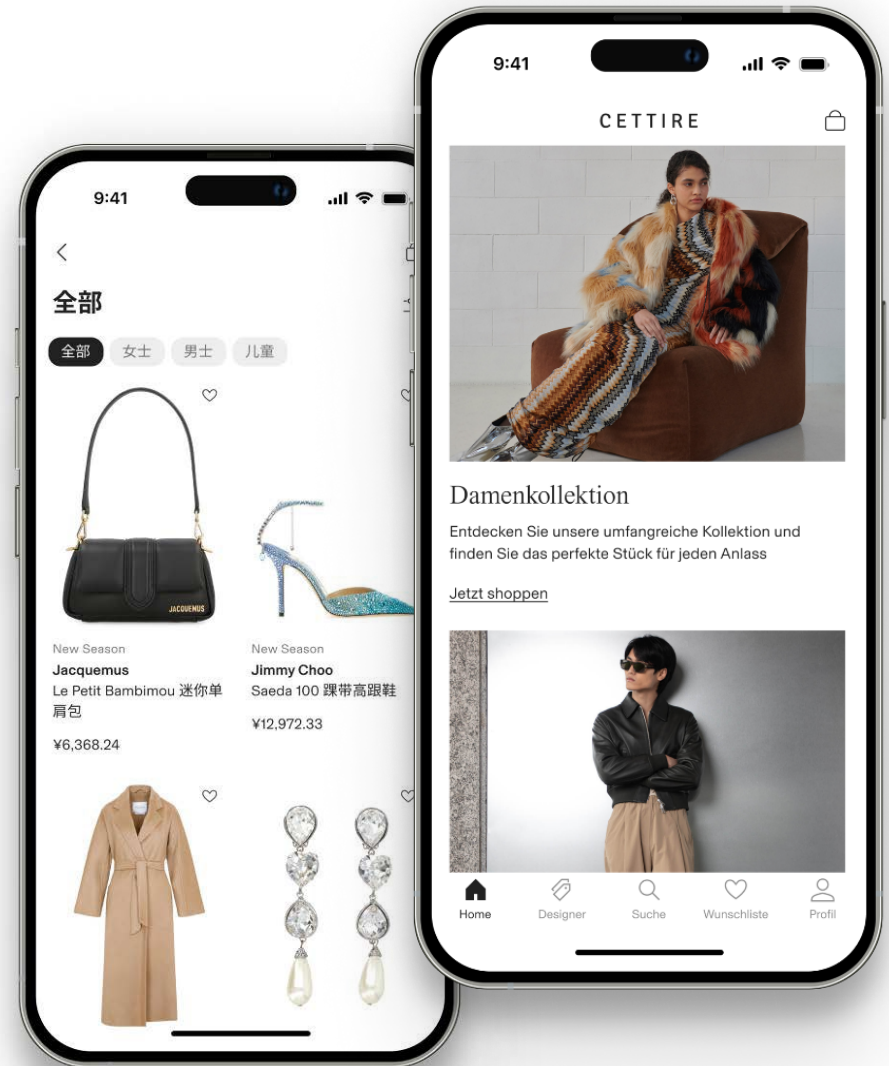 9:41
全部
全部 女士 男士 儿童
JACQUEMUS
New Season
Jacquemus
Le Petit Bambimou 迷你单
肩包
¥6,368.24
New Season
Jimmy Choo
Saeda 100 踝带高跟鞋
¥12,972.33
9:41
CETTIRE
Damenkollektion
Entdecken Sie unsere umfangreiche Kollektion und
finden Sie das perfekte Stück für jeden Anlass
Jetzt shoppen
Home Designer Suche Wunschliste Profil